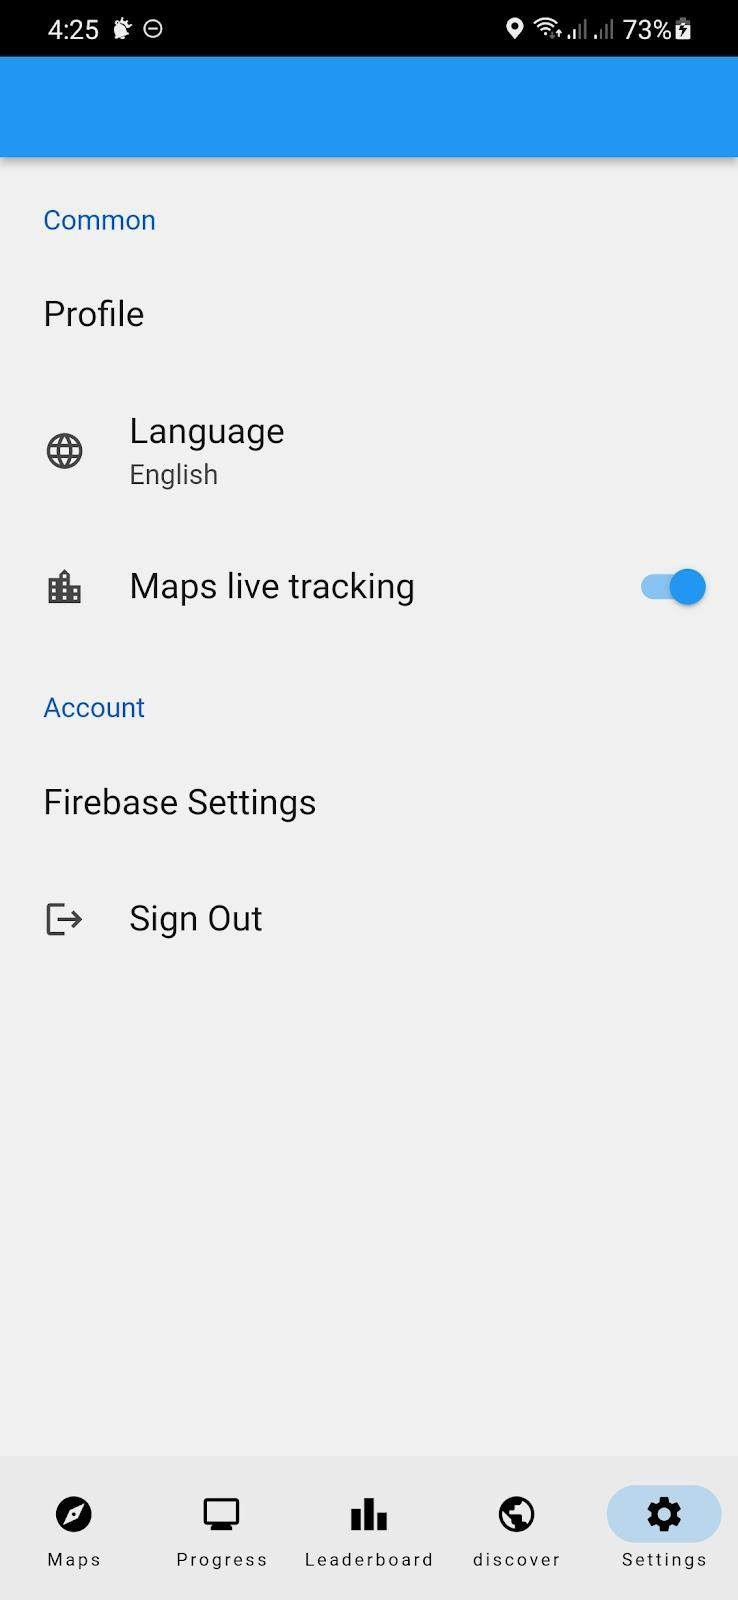 4:25 73%
Common
Profile
Language
English
Maps live tracking
Account
Firebase Settings
Sign Out
Maps Progress Leaderboard discover Settings